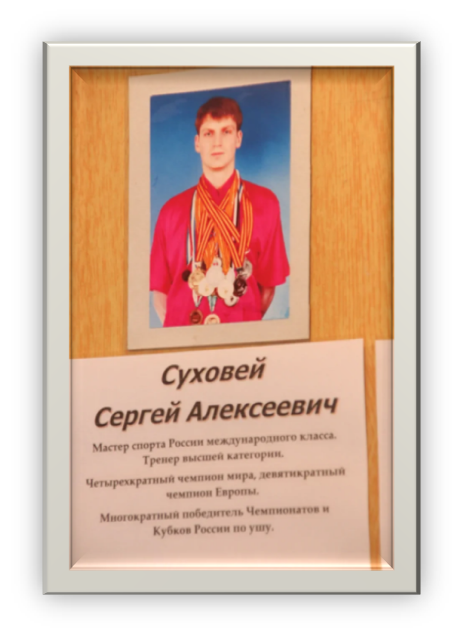 Суховей
Сергей Алексеевич
Мастер спорта России международного класса.
Тренер высшей категории.
Четырехкратный чемпион мира, девятикратный
чемпион Европы.
Многократный победитель Чемпионатов и
Кубков России по ушу.